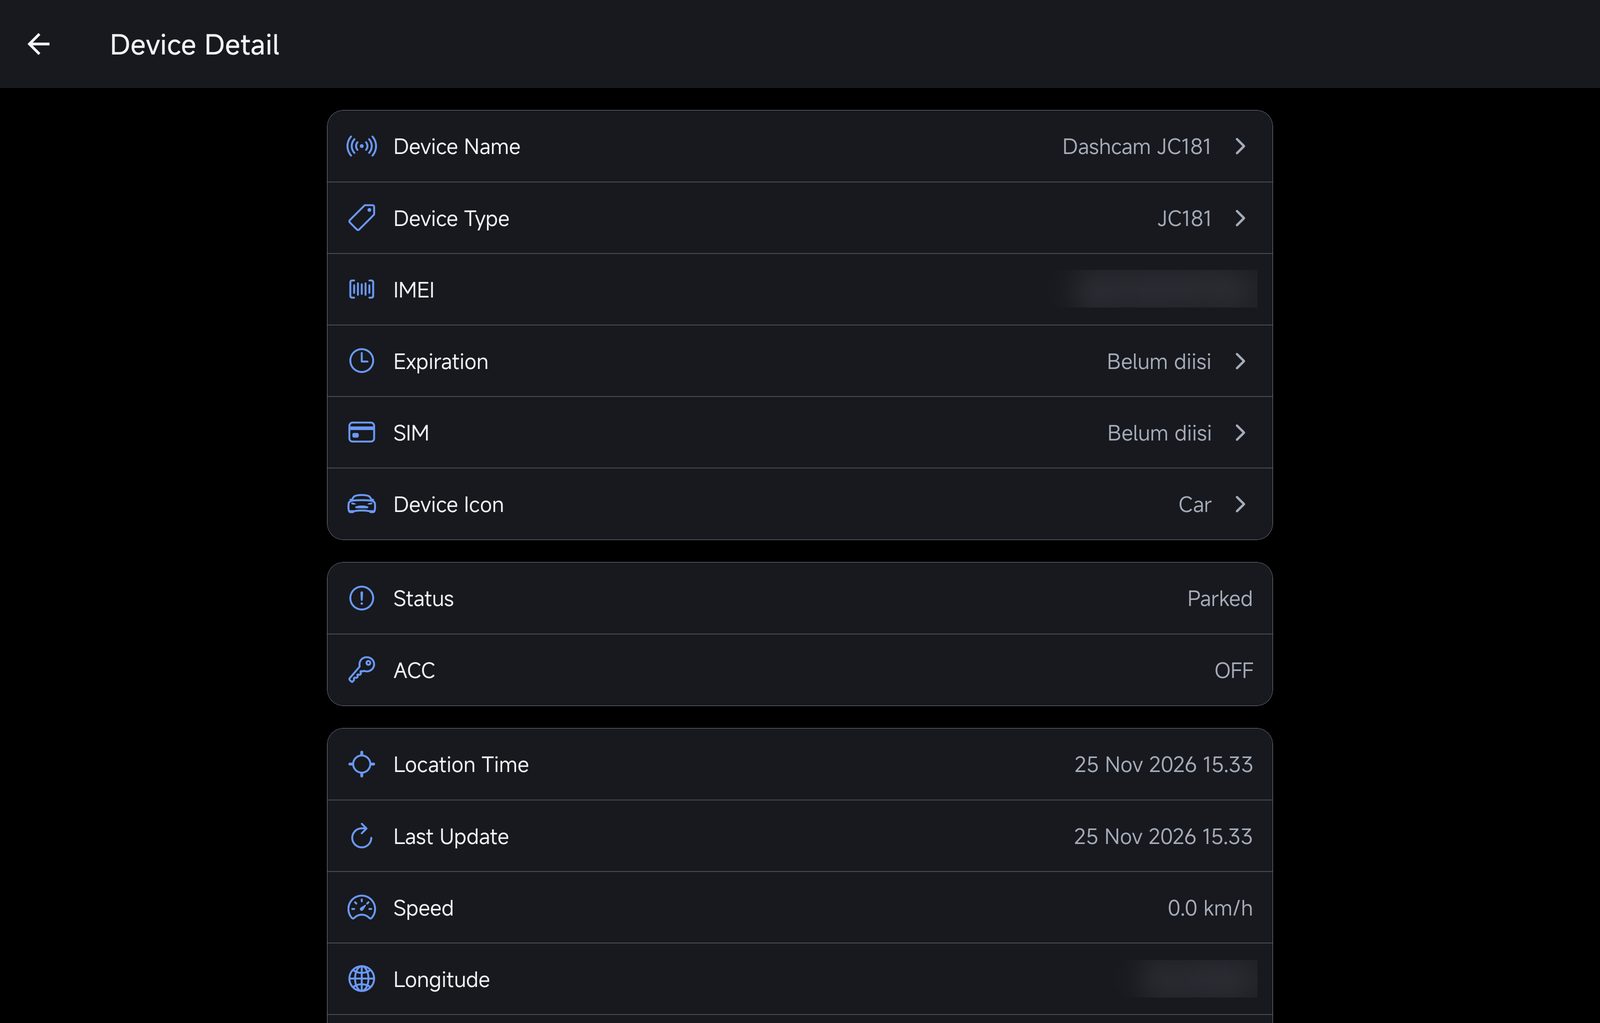 Device Detail
Device Name Dashcam JC181
Device Type JC181
IMEI
Expiration Belum diisi
SIM Belum diisi
Device Icon Car
Status Parked
ACC OFF
Location Time 25 Nov 2026 15.33
Last Update 25 Nov 2026 15.33
Speed 0.0 km/h
Longitude